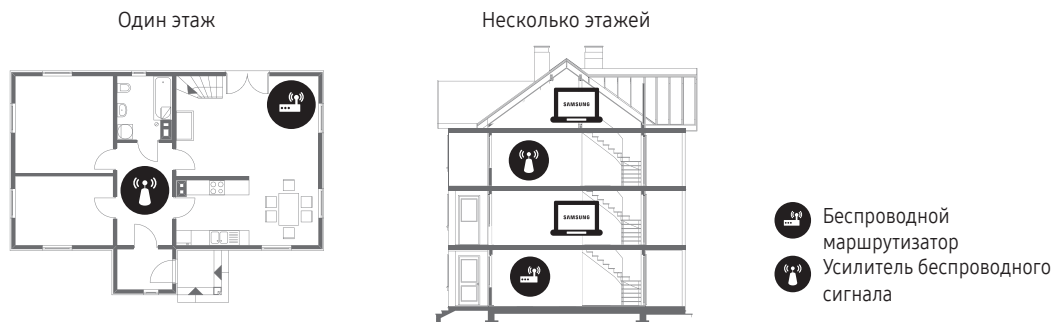 Один этаж
Несколько этажей
SAMSUNG
SAMSUNG
Беспроводной
маршрутизатор
Усилитель беспроводного
сигнала